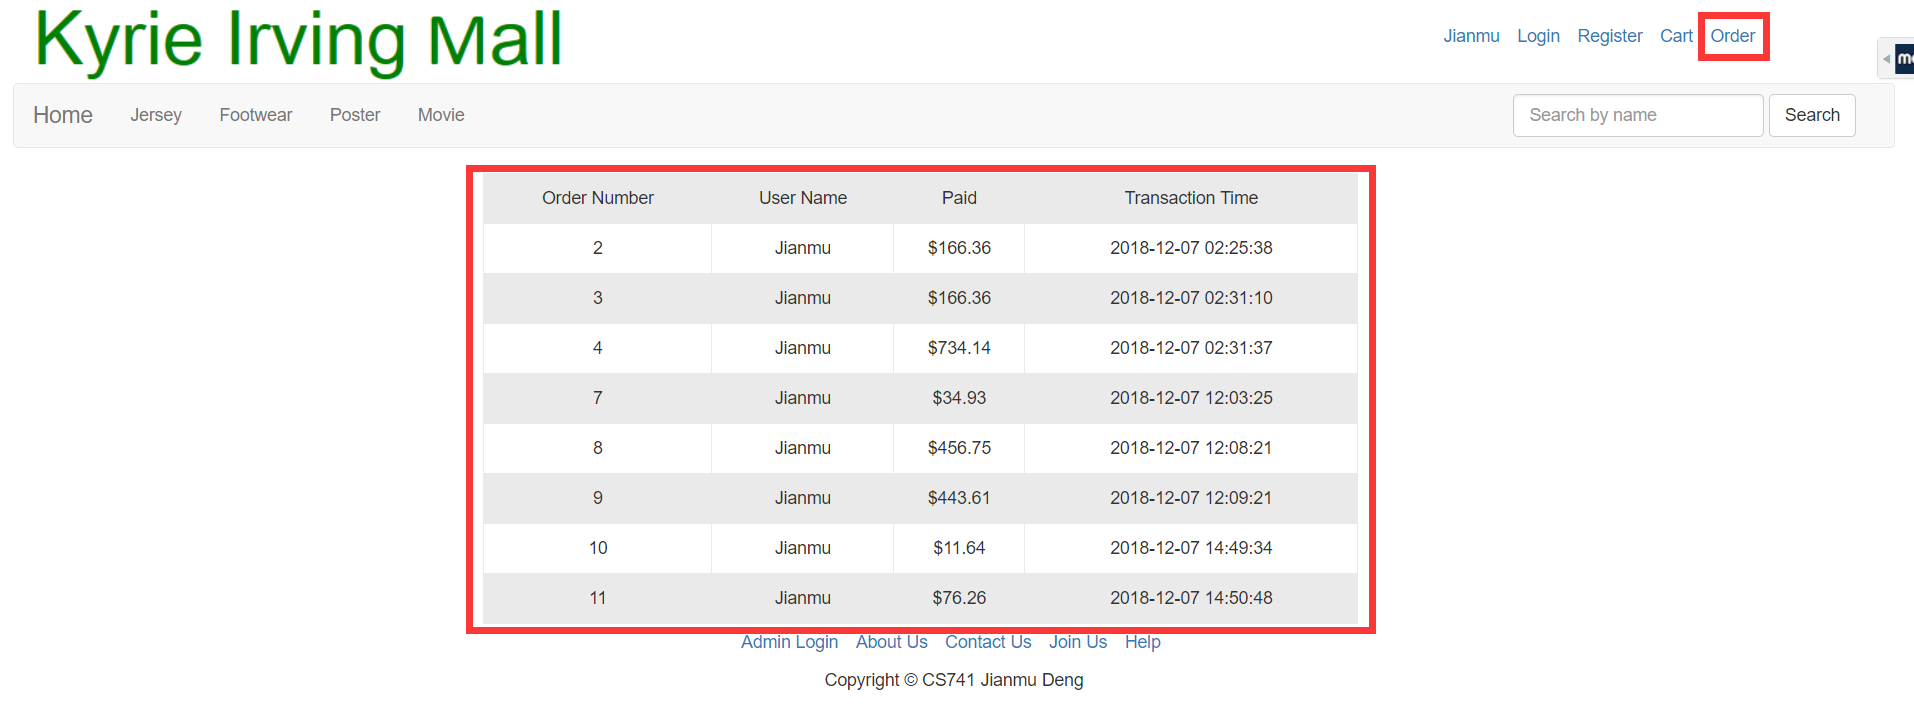 Kyrie Irving Mall
Jianmu Login Register Cart Order
Home Jersey Footwear Poster Movie Search by name Search
Order Number User Name Paid Transaction Time
2 Jianmu $166.36 2018-12-07 02:25:38
3 Jianmu $166.36 2018-12-07 02:31:10
4 Jianmu $734.14 2018-12-07 02:31:37
7 Jianmu $34.93 2018-12-07 12:03:25
8 Jianmu $456.75 2018-12-07 12:08:21
9 Jianmu $443.61 2018-12-07 12:09:21
10 Jianmu $11.64 2018-12-07 14:49:34
11 Jianmu $76.26 2018-12-07 14:50:48
Admin Login About Us Contact Us Join Us Help
Copyright © CS741 Jianmu Deng